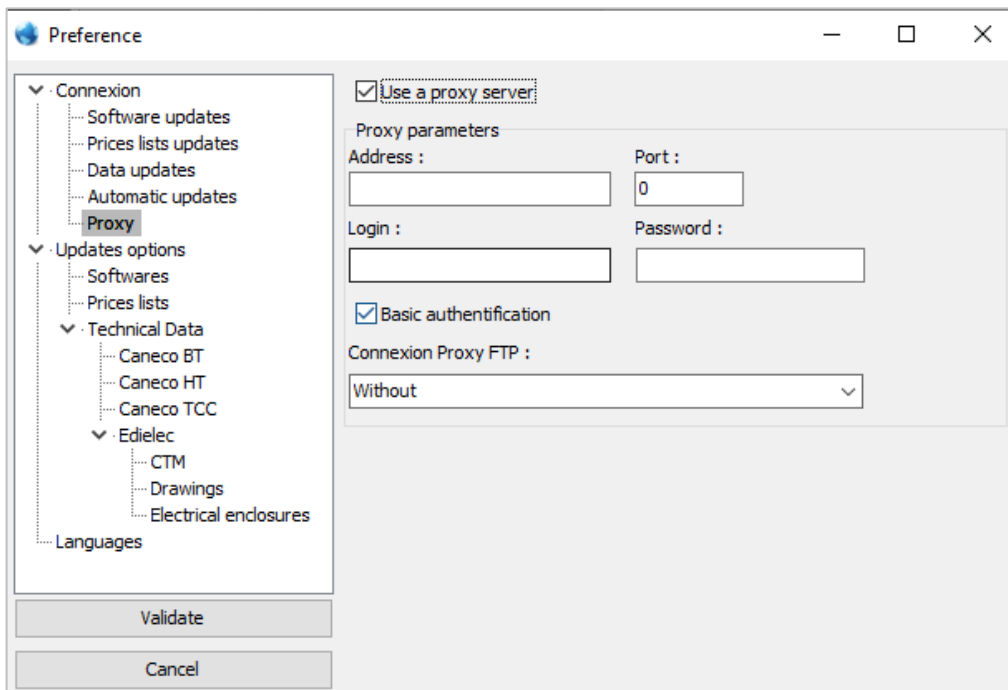 Preference
Connexion
Software updates
Prices lists updates
Data updates
Automatic updates
Proxy
Updates options
Softwares
Prices lists
Technical Data
Caneco BT
Caneco HT
Caneco TCC
Edielec
CTM
Drawings
Electrical enclosures
Languages
Validate
Cancel
Use a proxy server
Proxy parameters
Address : Port :
0
Login : Password :
Basic authentification
Connexion Proxy FTP :
Without